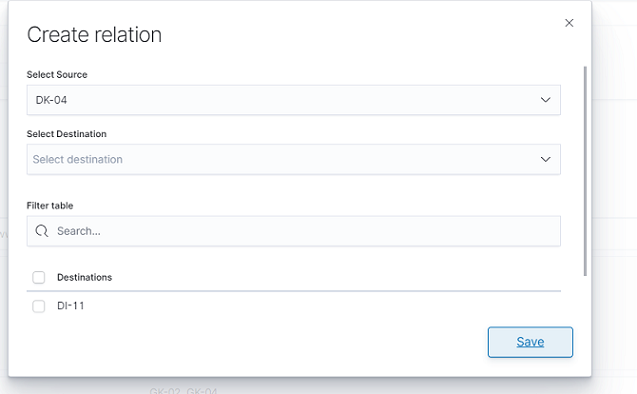 Create relation
Select Source
DK-04
Select Destination
Select destination
Filter table
Search...
Destinations
DI-11
Save
GK-02, GK-04